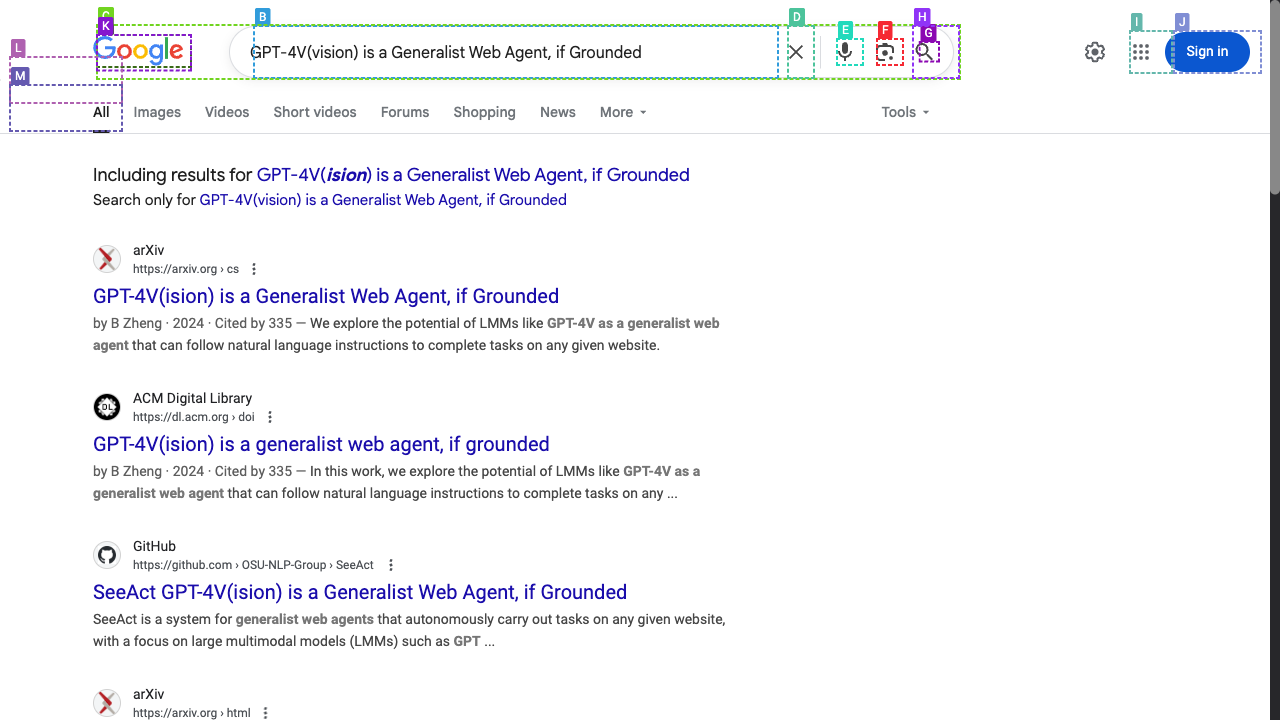 C
K
B
D
E
F
H
G
I
J
L
M
Google
GPT-4V(vision) is a Generalist Web Agent, if Grounded
Sign in
All Images Videos Short videos Forums Shopping News More Tools
Including results for GPT-4V(ision) is a Generalist Web Agent, if Grounded
Search only for GPT-4V(vision) is a Generalist Web Agent, if Grounded
arXiv
https://arxiv.org › cs
GPT-4V(ision) is a Generalist Web Agent, if Grounded
by B Zheng · 2024 · Cited by 335 — We explore the potential of LMMs like GPT-4V as a generalist web
agent that can follow natural language instructions to complete tasks on any given website.
ACM Digital Library
https://dl.acm.org › doi
GPT-4V(ision) is a generalist web agent, if grounded
by B Zheng · 2024 · Cited by 335 — In this work, we explore the potential of LMMs like GPT-4V as a
generalist web agent that can follow natural language instructions to complete tasks on any ...
GitHub
https://github.com › OSU-NLP-Group › SeeAct
SeeAct GPT-4V(ision) is a Generalist Web Agent, if Grounded
SeeAct is a system for generalist web agents that autonomously carry out tasks on any given website,
with a focus on large multimodal models (LMMs) such as GPT ...
arXiv
https://arxiv.org › html